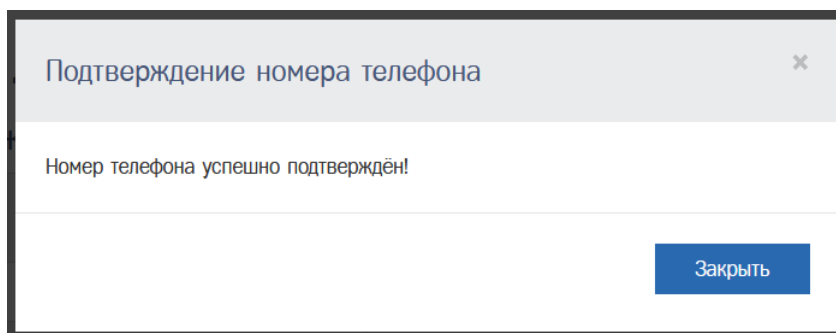 Подтверждение номера телефона
Номер телефона успешно подтверждён!
Закрыть